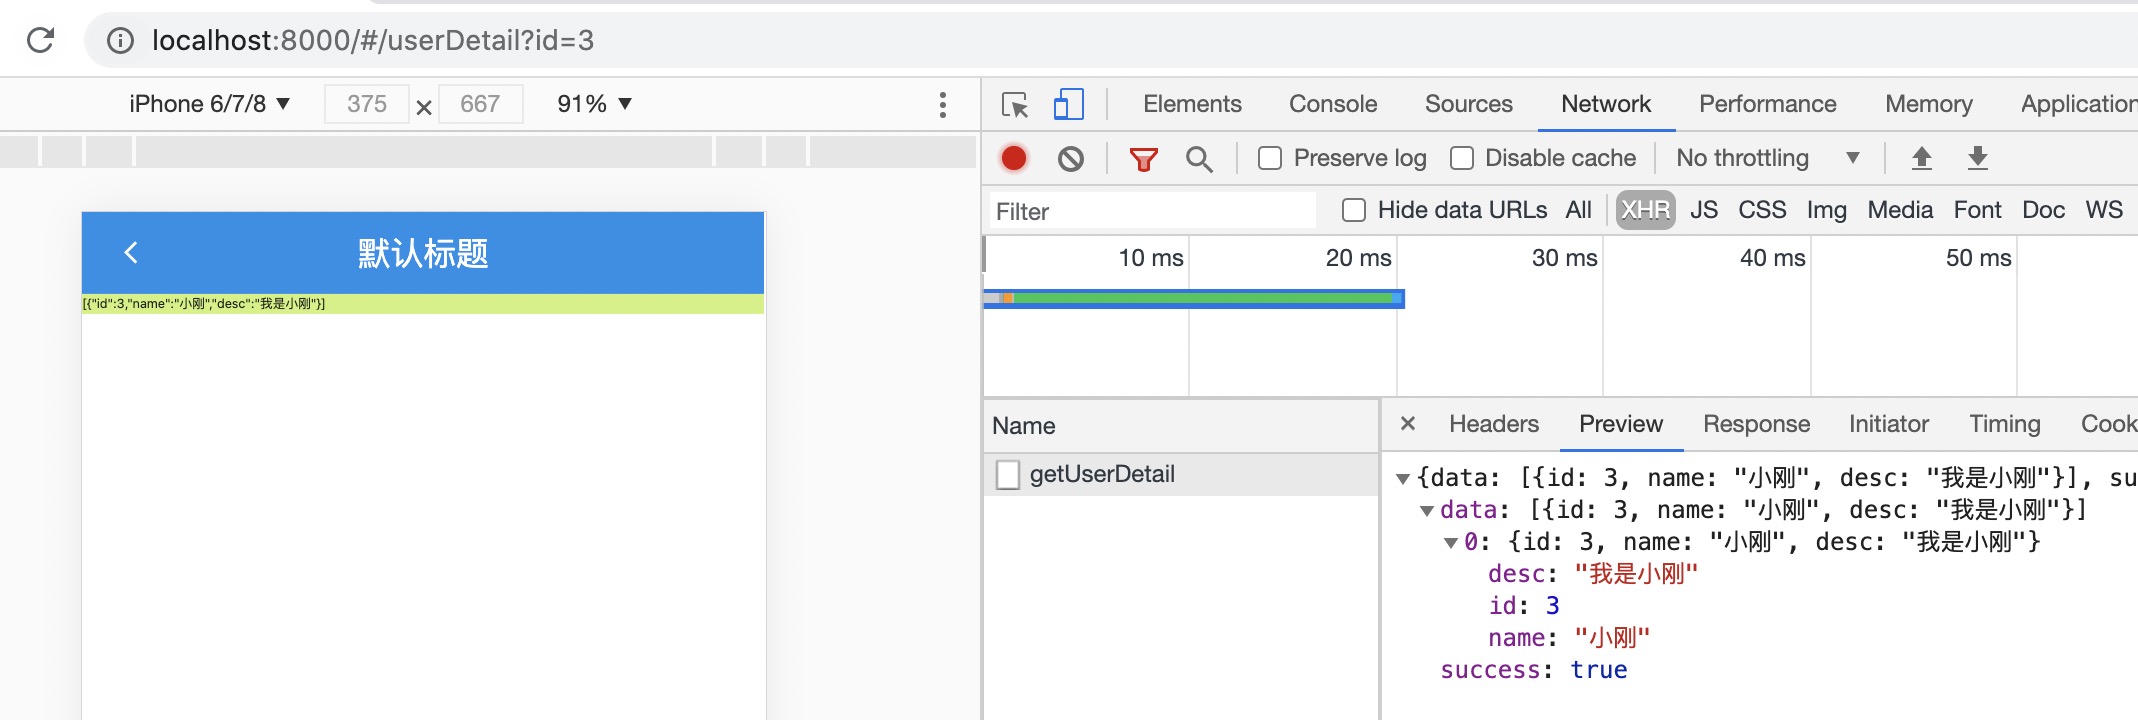 localhost:8000/#/userDetail?id=3
iPhone 6/7/8 ▼ 375 × 667 91% ▼
Elements Console Sources Network Performance Memory Application
Preserve log Disable cache No throttling ▼
Filter Hide data URLs All XHR JS CSS Img Media Font Doc WS
10 ms 20 ms 30 ms 40 ms 50 ms
默认标题
[{"id":3,"name":"小刚","desc":"我是小刚"}]
Name
getUserDetail
× Headers Preview Response Initiator Timing Cook
▼{data: [{id: 3, name: "小刚", desc: "我是小刚"}], su
▼data: [{id: 3, name: "小刚", desc: "我是小刚"}]
▼0: {id: 3, name: "小刚", desc: "我是小刚"}
desc: "我是小刚"
id: 3
name: "小刚"
success: true